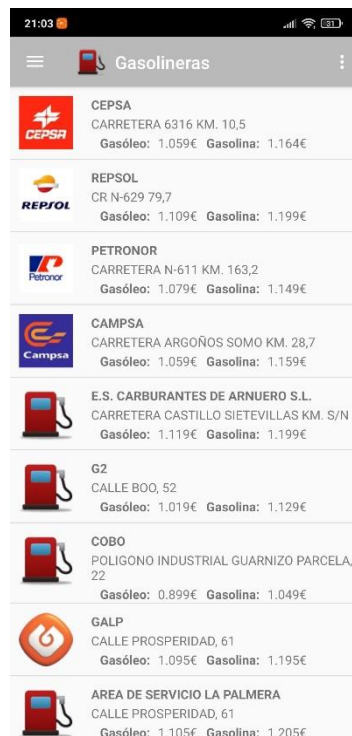 21:03
31
Gasolineras
CEPSA
CEPSA
CARRETERA 6316 KM. 10,5
Gasóleo: 1.059€ Gasolina: 1.164€
REPSOL
REPSOL
CR N-629 79,7
Gasóleo: 1.109€ Gasolina: 1.199€
Petronor
PETRONOR
CARRETERA N-611 KM. 163,2
Gasóleo: 1.079€ Gasolina: 1.149€
Campsa
CAMPSA
CARRETERA ARGOÑOS SOMO KM. 28,7
Gasóleo: 1.059€ Gasolina: 1.159€
E.S. CARBURANTES DE ARNUERO S.L.
CARRETERA CASTILLO SIETEVILLAS KM. S/N
Gasóleo: 1.119€ Gasolina: 1.199€
G2
CALLE BOO, 52
Gasóleo: 1.019€ Gasolina: 1.129€
COBO
POLIGONO INDUSTRIAL GUARNIZO PARCELA,
22
Gasóleo: 0.899€ Gasolina: 1.049€
GALP
CALLE PROSPERIDAD, 61
Gasóleo: 1.095€ Gasolina: 1.195€
AREA DE SERVICIO LA PALMERA
CALLE PROSPERIDAD, 61
Gasóleo: 1.105€ Gasolina: 1.205€